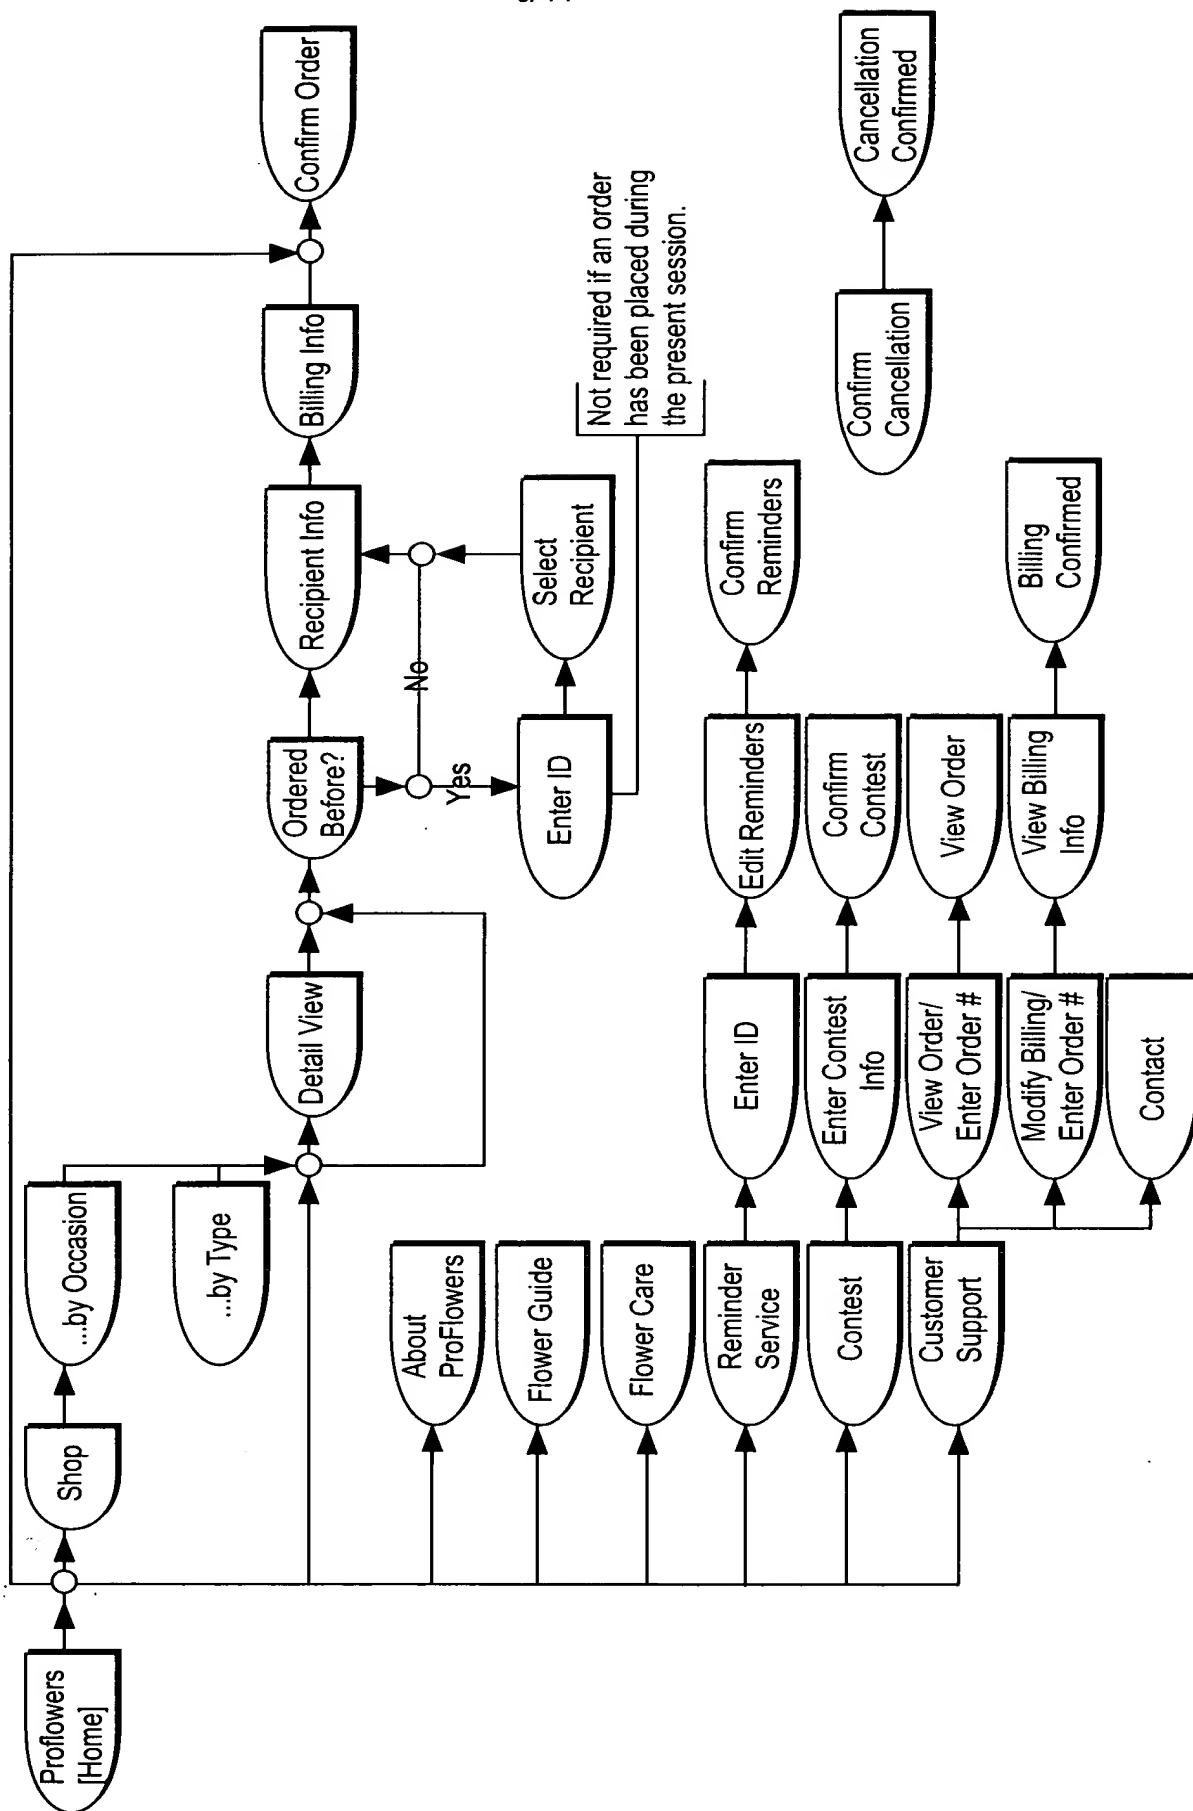 Proflowers
[Home]
Shop
...by Occasion
...by Type
Detail View
Ordered
Before?
Recipient Info
Billing Info
Confirm Order
No
Yes
Enter ID
Select
Recipient
Not required if an order
has been placed during
the present session.
About
ProFlowers
Flower Guide
Flower Care
Reminder
Service
Enter ID
Edit Reminders
Confirm
Reminders
Contest
Enter Contest
Info
Confirm
Contest
Customer
Support
View Order/
Enter Order #
View Order
Modify Billing/
Enter Order #
View Billing
Info
Billing
Confirmed
Contact
Confirm
Cancellation
Cancellation
Confirmed